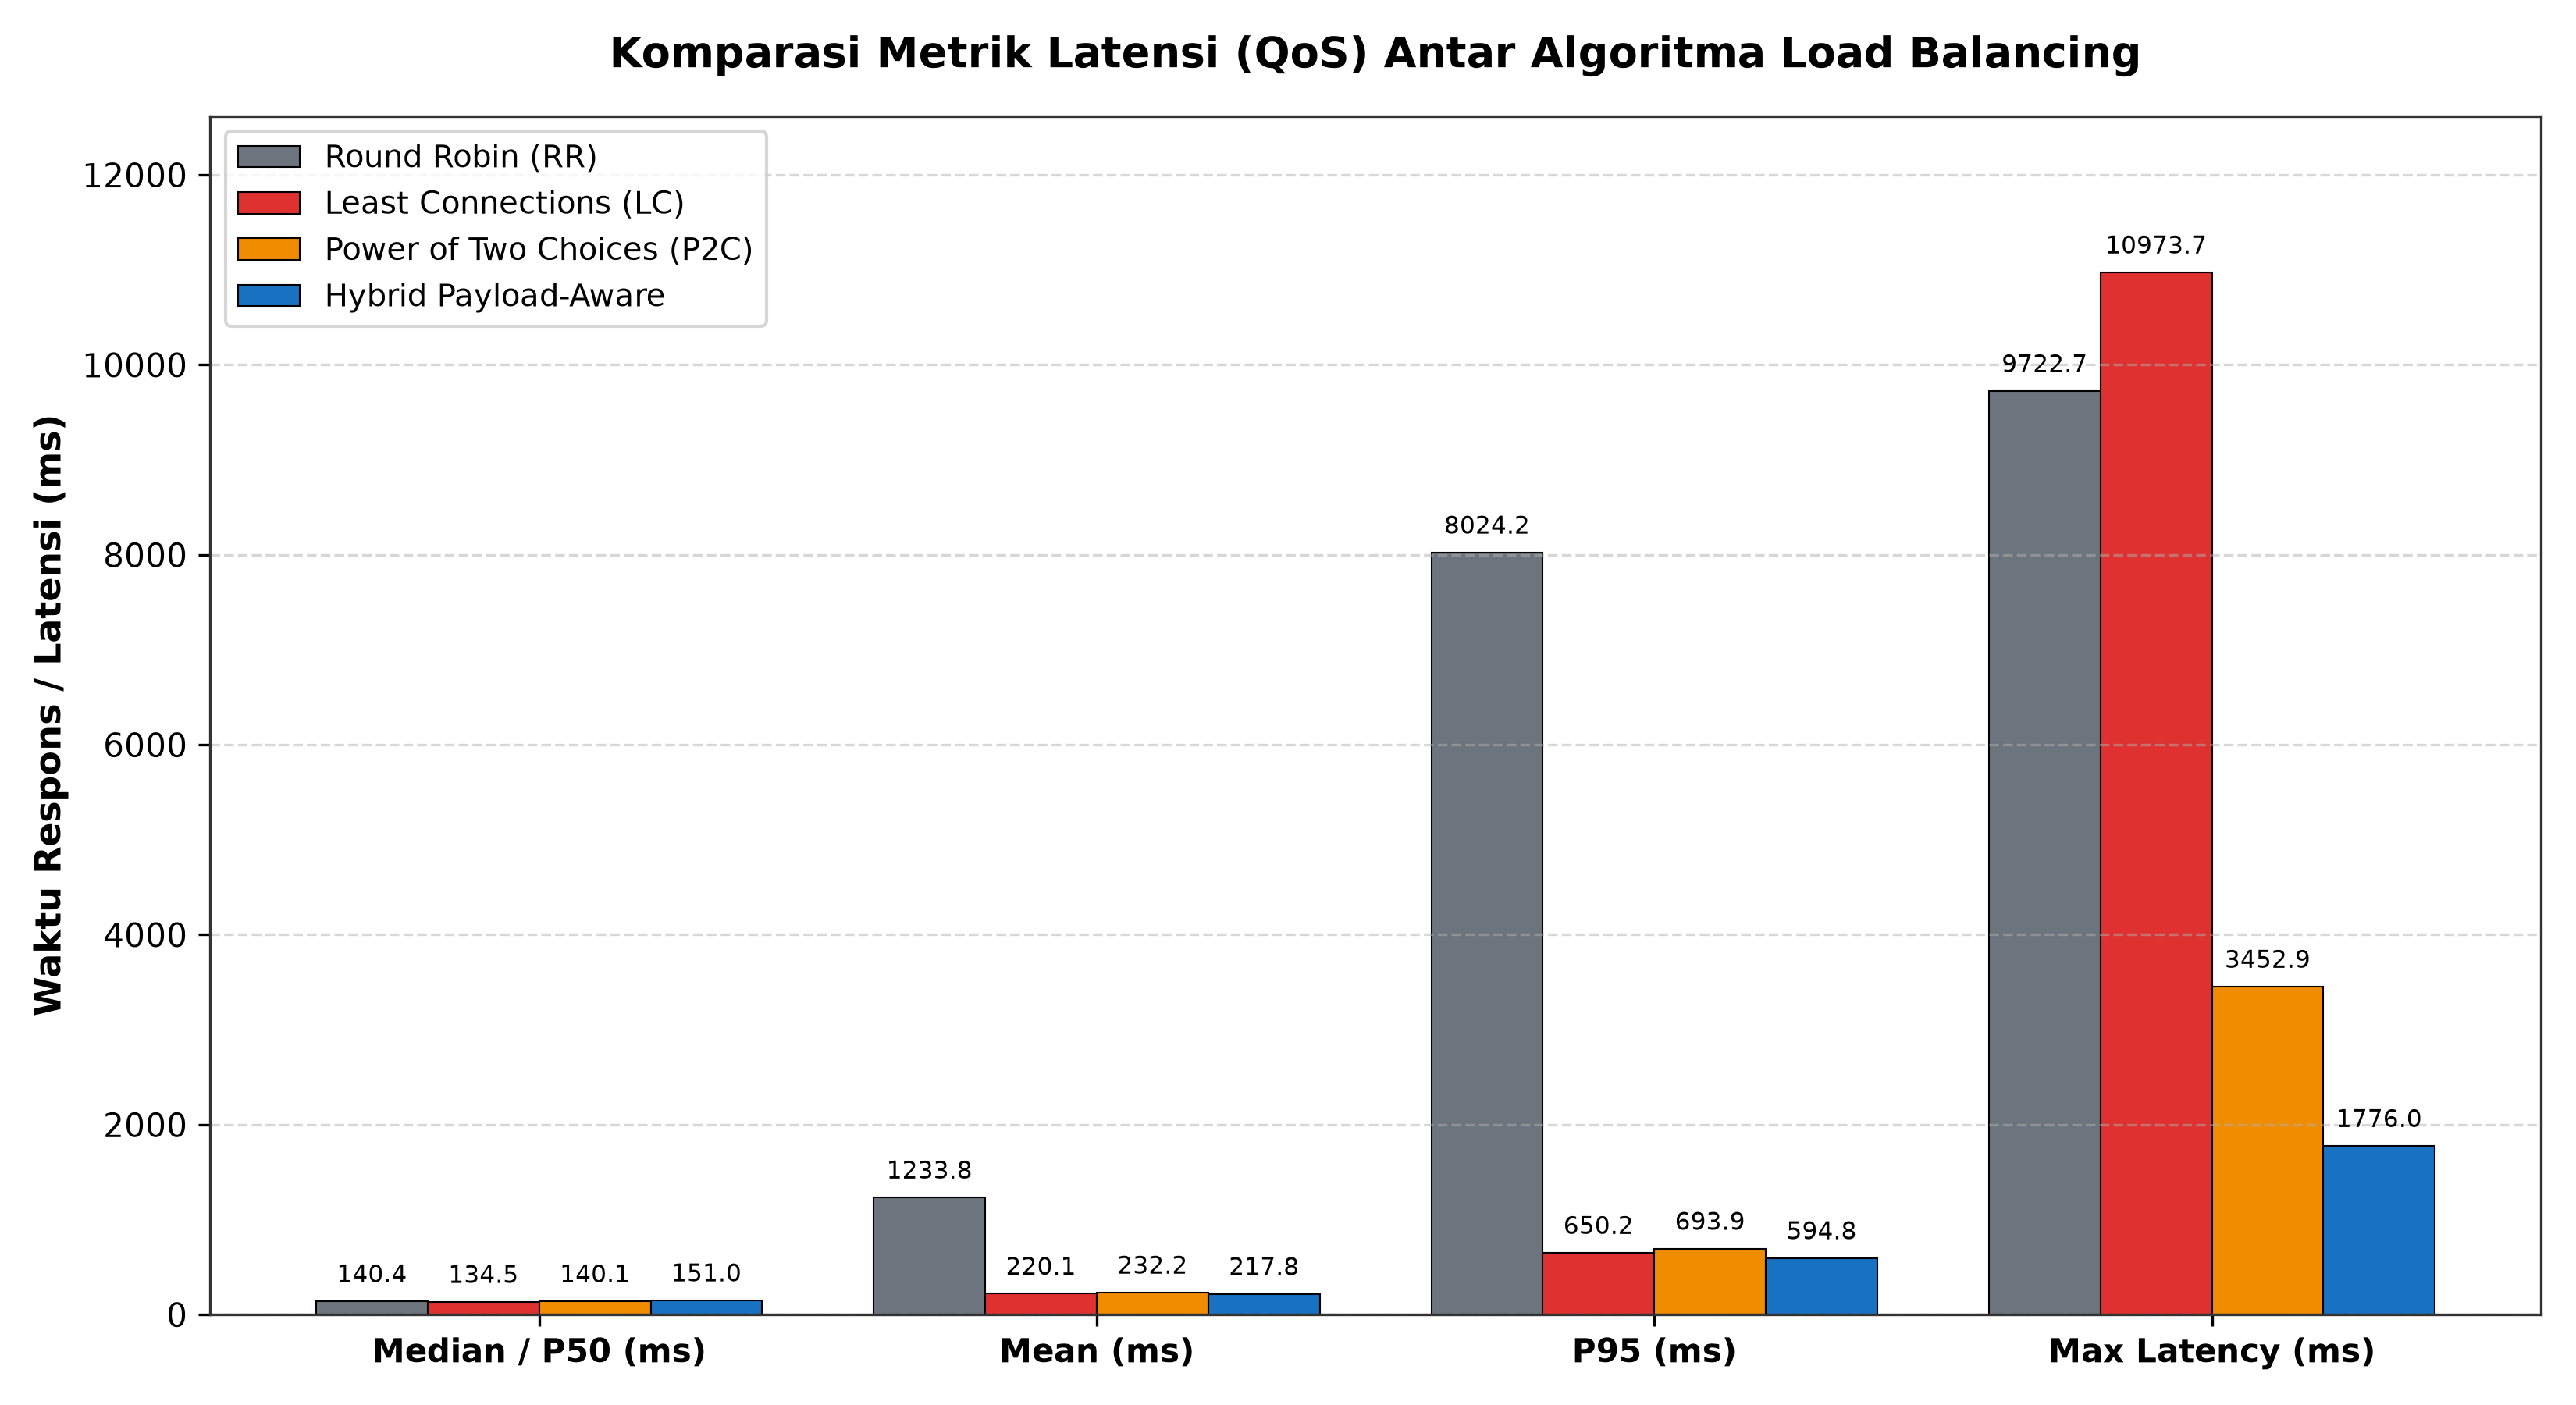 Komparasi Metrik Latensi (QoS) Antar Algoritma Load Balancing
Round Robin (RR)
Least Connections (LC)
Power of Two Choices (P2C)
Hybrid Payload-Aware
Waktu Respons / Latensi (ms)
12000
10000
8000
6000
4000
2000
0
140.4
134.5
140.1
151.0
1233.8
220.1
232.2
217.8
8024.2
650.2
693.9
594.8
9722.7
10973.7
3452.9
1776.0
Median / P50 (ms)
Mean (ms)
P95 (ms)
Max Latency (ms)